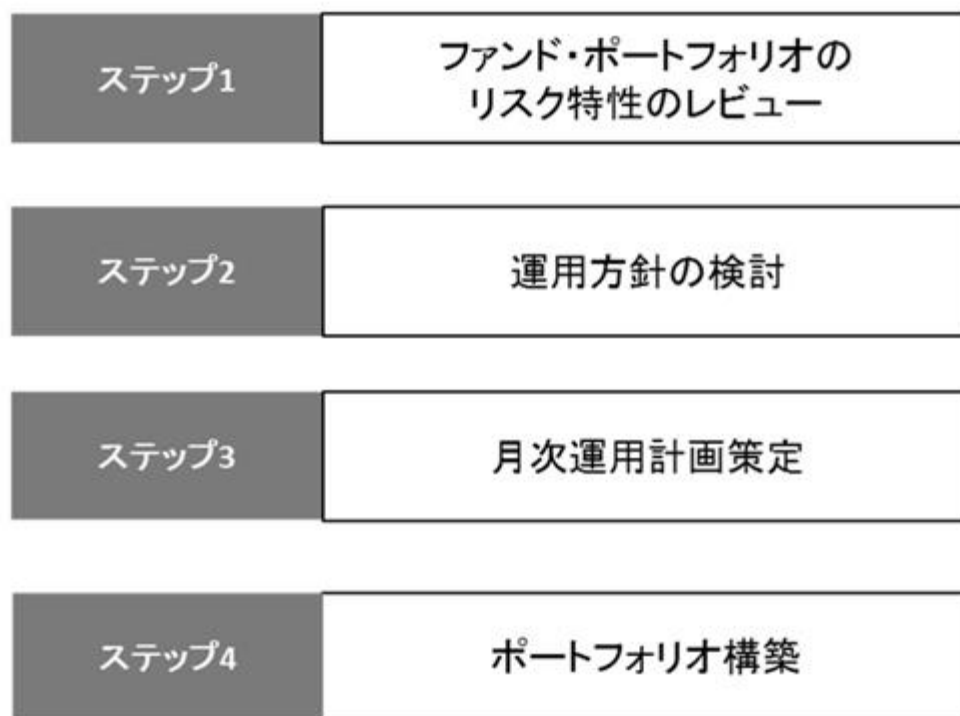 ステップ1
ファンド・ポートフォリオの
リスク特性のレビュー
ステップ2
運用方針の検討
ステップ3
月次運用計画策定
ステップ4
ポートフォリオ構築